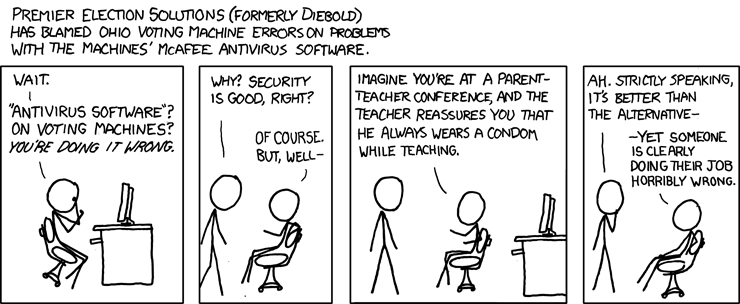 PREMIER ELECTION SOLUTIONS (FORMERLY DIEBOLD)
HAS BLAMED OHIO VOTING MACHINE ERRORS ON PROBLEMS
WITH THE MACHINES' MCAFEE ANTIVIRUS SOFTWARE.
WAIT.
"ANTIVIRUS SOFTWARE"?
ON VOTING MACHINES?
YOU'RE DOING IT WRONG.
WHY? SECURITY
IS GOOD, RIGHT?
OF COURSE.
BUT, WELL—
IMAGINE YOU'RE AT A PARENT-
TEACHER CONFERENCE, AND THE
TEACHER REASSURES YOU THAT
HE ALWAYS WEARS A CONDOM
WHILE TEACHING.
AH. STRICTLY SPEAKING,
IT'S BETTER THAN
THE ALTERNATIVE—
—YET SOMEONE
IS CLEARLY
DOING THEIR JOB
HORRIBLY WRONG.